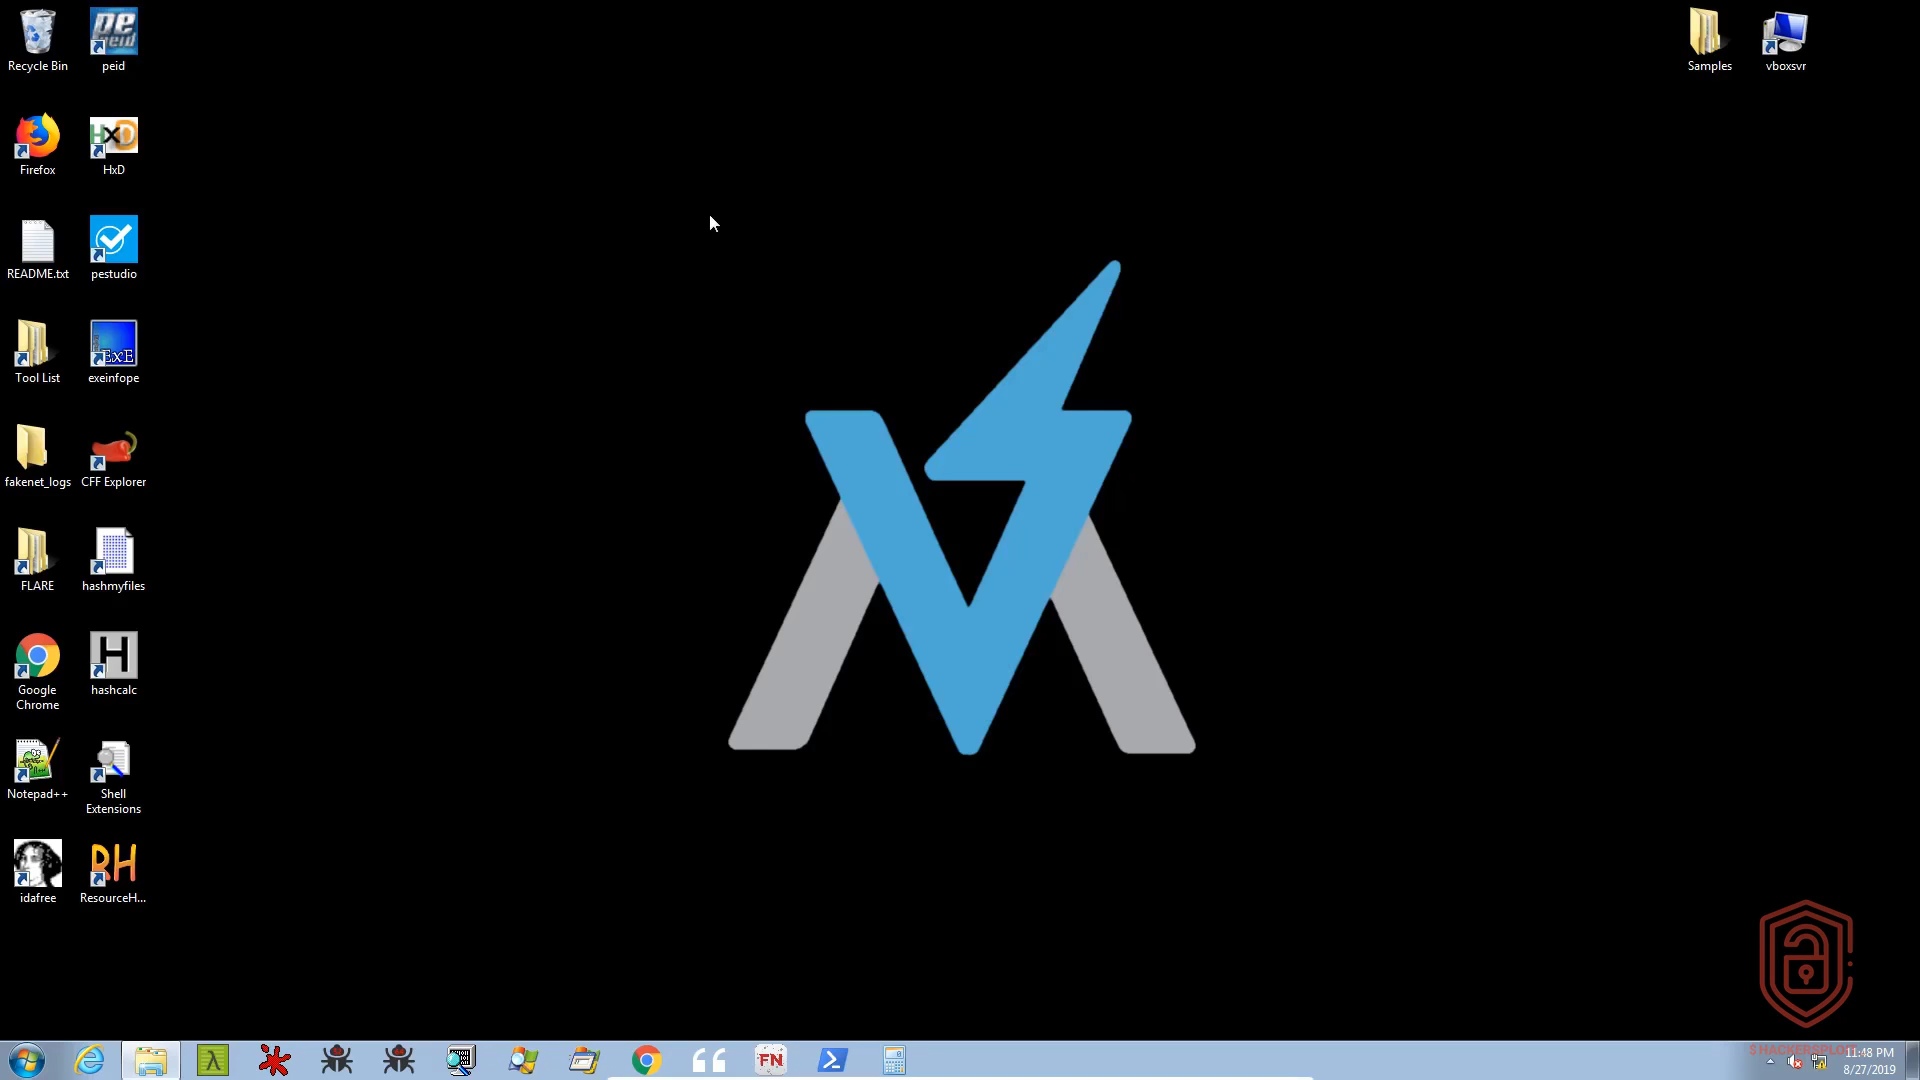 Recycle Bin
peid
Samples
vboxsvr
Firefox
HxD
README.txt
pestudio
Tool List
exeinfope
fakenet_logs
CFF Explorer
FLARE
hashmyfiles
Google
Chrome
hashcalc
Notepad++
Shell
Extensions
idafree
ResourceH...
FN
11:48 PM
8/27/2019